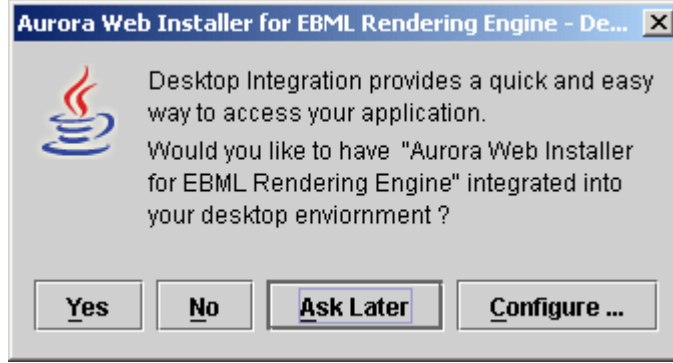 Aurora Web Installer for EBML Rendering Engine - De...
Desktop Integration provides a quick and easy
way to access your application.
Would you like to have "Aurora Web Installer
for EBML Rendering Engine" integrated into
your desktop enviornment ?
Yes No Ask Later Configure ...